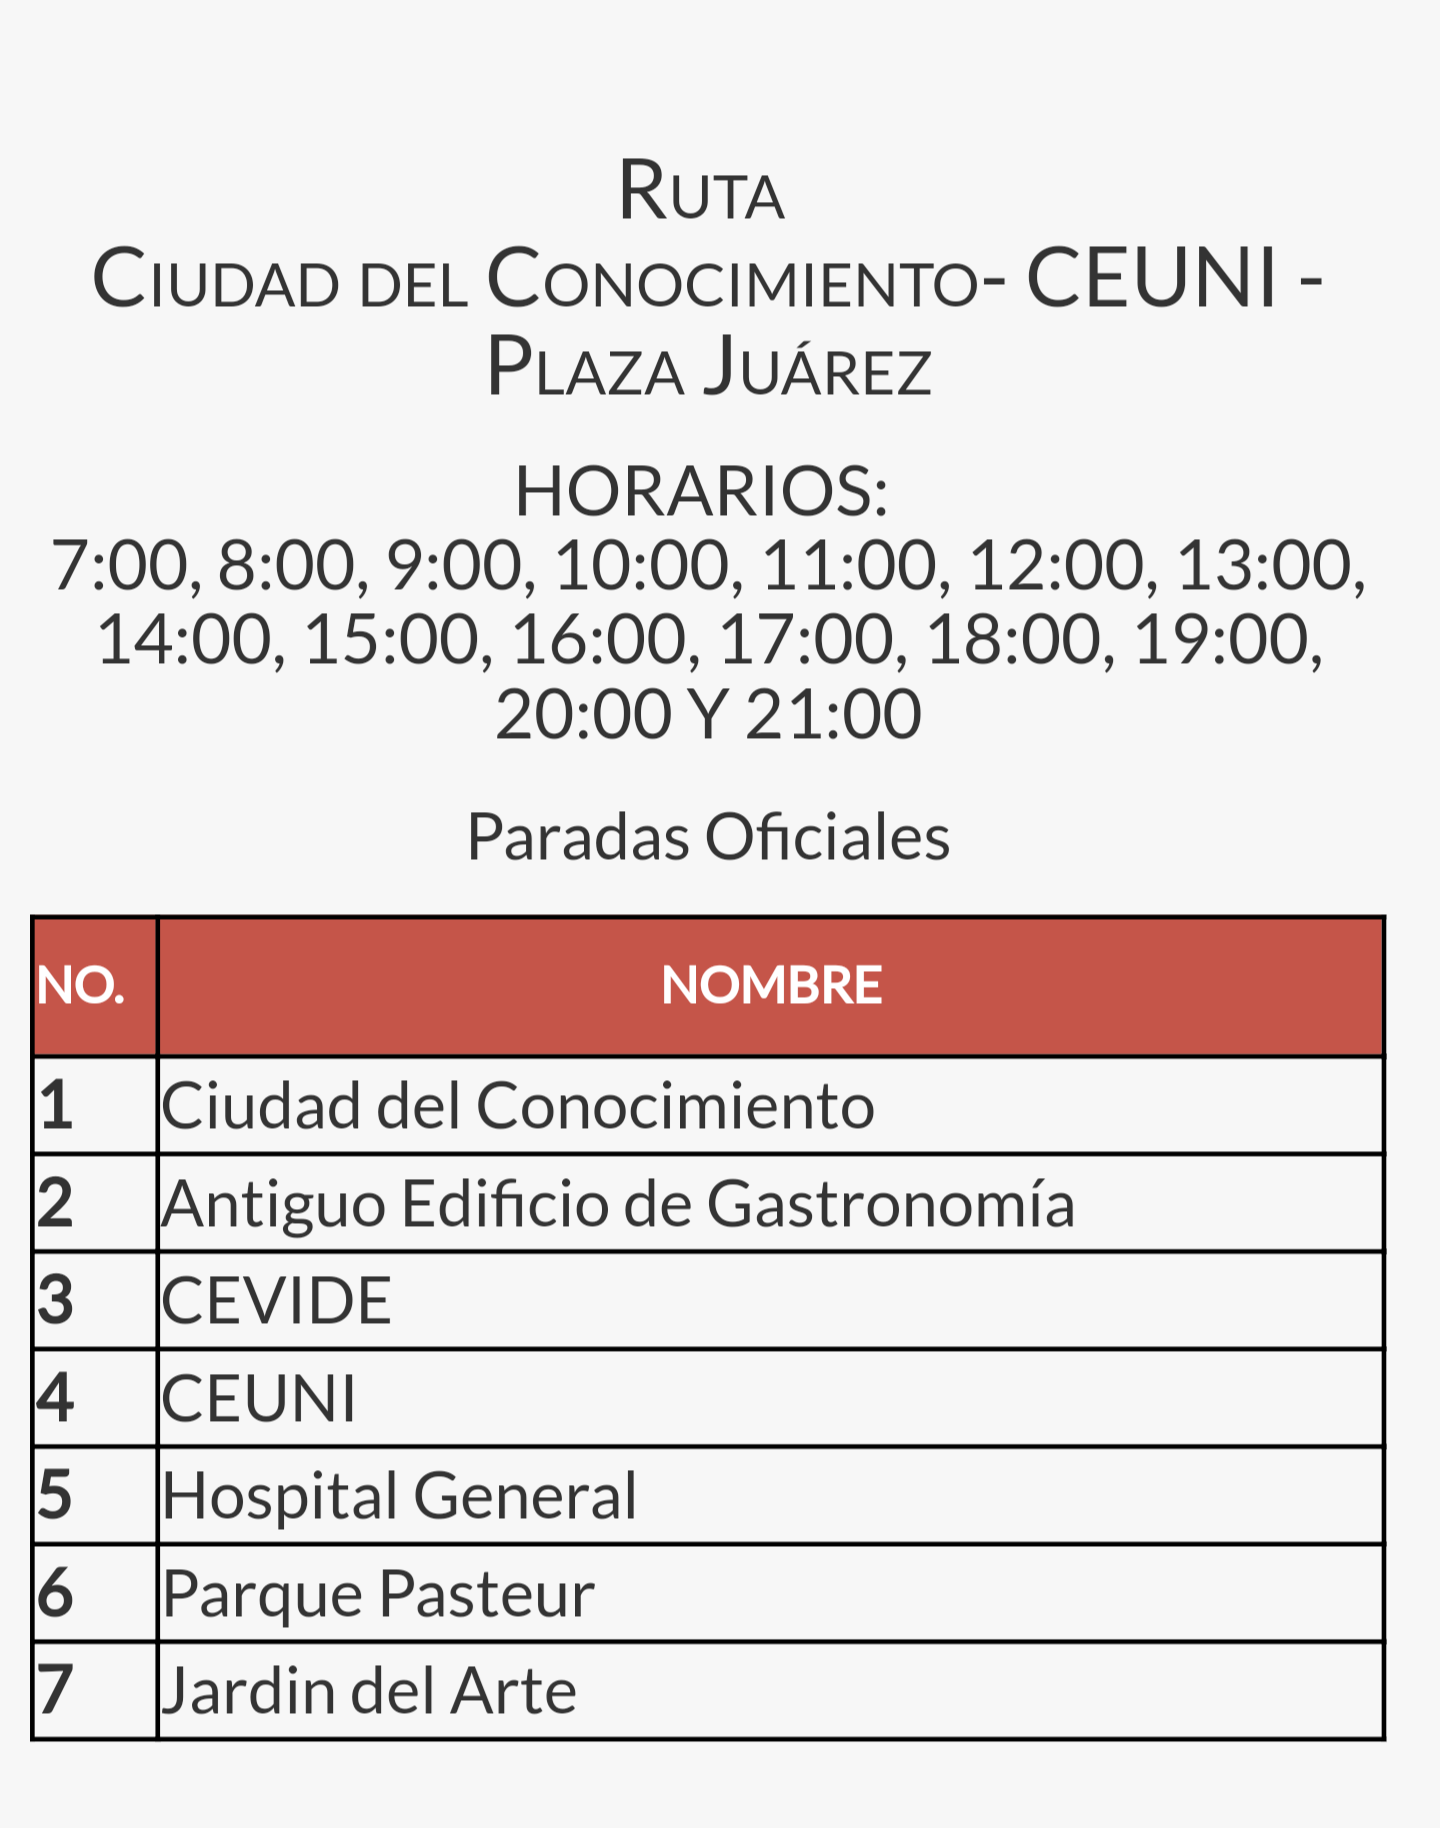 Ruta
Ciudad del Conocimiento- CEUNI -
Plaza Juárez
HORARIOS:
7:00, 8:00, 9:00, 10:00, 11:00, 12:00, 13:00,
14:00, 15:00, 16:00, 17:00, 18:00, 19:00,
20:00 Y 21:00
Paradas Oficiales
NO. NOMBRE
1 Ciudad del Conocimiento
2 Antiguo Edificio de Gastronomía
3 CEVIDE
4 CEUNI
5 Hospital General
6 Parque Pasteur
7 Jardin del Arte